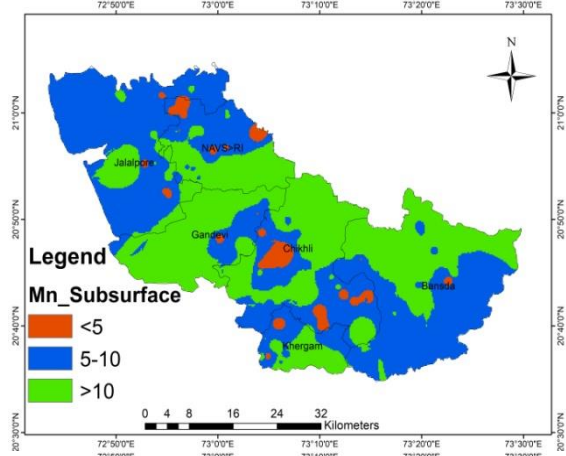 72°50'0"E 73°0'0"E 73°10'0"E 73°20'0"E 73°30'0"E
N
21°0'0"N 21°0'0"N
NAVSARI
Jalalpore
20°50'0"N 20°50'0"N
Gandevi
Chikhli
Legend
Mn_Subsurface
Bansda
<5
20°40'0"N 20°40'0"N
5-10
Khergam
>10
0 4 8 16 24 32
Kilometers
20°30'0"N 20°30'0"N
72°50'0"E 73°0'0"E 73°10'0"E 73°20'0"E 73°30'0"E